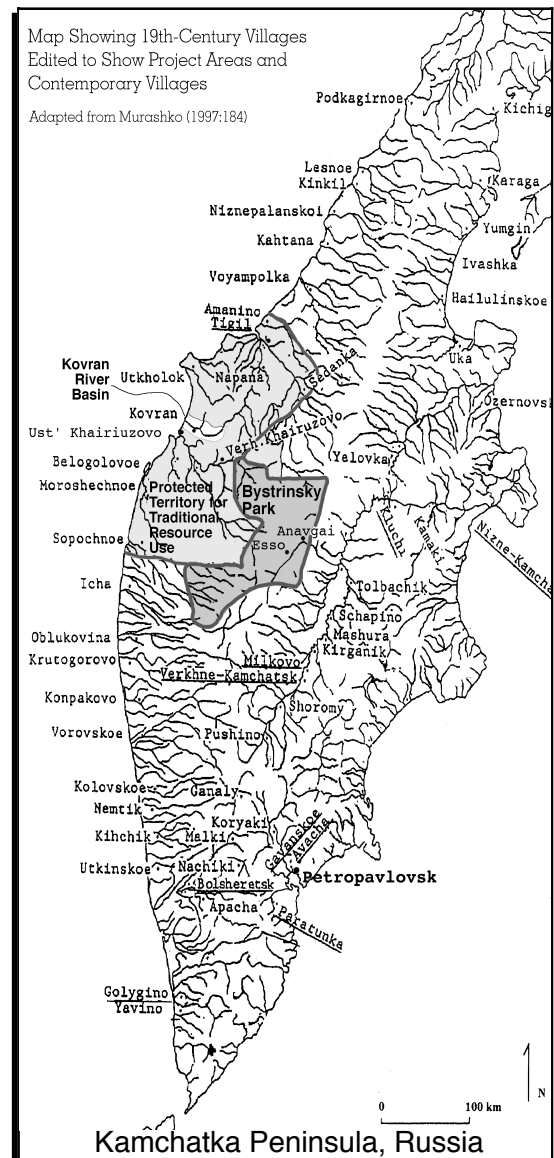 Map Showing 19th-Century Villages
Edited to Show Project Areas and
Contemporary Villages
Adapted from Murashko (1997:184)
Podkagirnoe
Kichig
Lesnoe
Kinkil
Karaga
Niznepalanskoi
Yumgin
Kahtana
Ivashka
Voyampolka
Hailulinskoe
Amanino
Tigil
Uka
Kovran
River
Basin
Utkholok
Napana
Sedanka
Ozernovsk
Kovran
Ust' Khairiuzovo
Verh.Khairuzovo
Belogolovoe
Yelovka
Moroshechnoe
Protected
Territory for
Traditional
Resource
Use
Bystrinsky
Park
Kluchi
Kamaki
Nizne-Kamcha
Anavgai
Esso
Sopochnoe
Icha
Tolbachik
Schapino
Oblukovina
Mashura
Krutogorovo
Kirganik
Milkovo
Verkhne-Kamchatsk
Konpakovo
Shoromy
Vorovskoe
Pushino
Kolovskoe
Ganaly
Nemtik
Koryaki
Gavanskoe
Avacha
Kihchik
Malki
Utkinskoe
Nachiki
Petropavlovsk
Bolsheretsk
Apacha
Paratunka
Golygino
Yavino
N
0 100 km
Kamchatka Peninsula, Russia